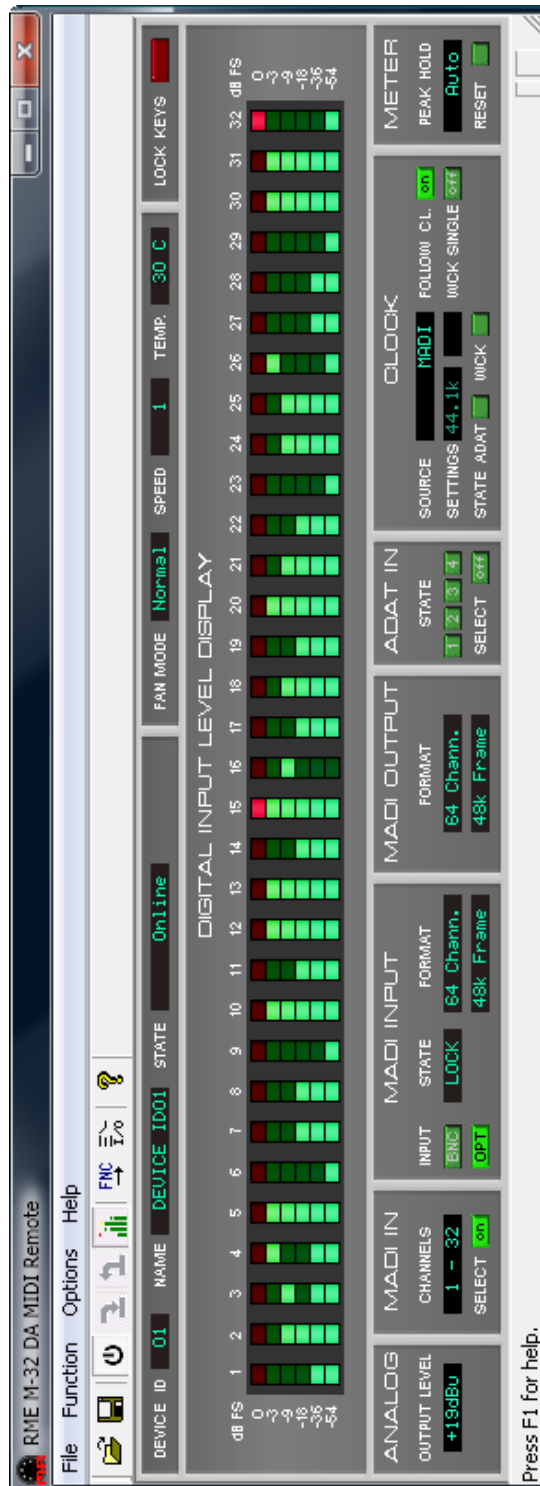 RME M-32 DA MIDI Remote
File Function Options Help
FNC I/O ?
DEVICE ID 01 NAME DEVICE ID01 STATE Online FAN MODE Normal SPEED 1 TEMP. 30 C LOCK KEYS
DIGITAL INPUT LEVEL DISPLAY
dB FS 1 2 3 4 5 6 7 8 9 10 11 12 13 14 15 16 17 18 19 20 21 22 23 24 25 26 27 28 29 30 31 32 dB FS
0 0
-3 -3
-9 -9
-18 -18
-36 -36
-54 -54
ANALOG
OUTPUT LEVEL
+19dBu
MADI IN
CHANNELS
1 - 32
SELECT on
MADI INPUT
INPUT STATE FORMAT
BNC LOCK 64 Chann.
OPT 48k Frame
MADI OUTPUT
FORMAT
64 Chann.
48k Frame
ADAT IN
STATE
1 2 3 4
SELECT off
CLOCK
SOURCE MADI FOLLOW CL. on
SETTINGS 44.1k WCK SINGLE off
STATE ADAT WCK
METER
PEAK HOLD
Auto
RESET
Press F1 for help.